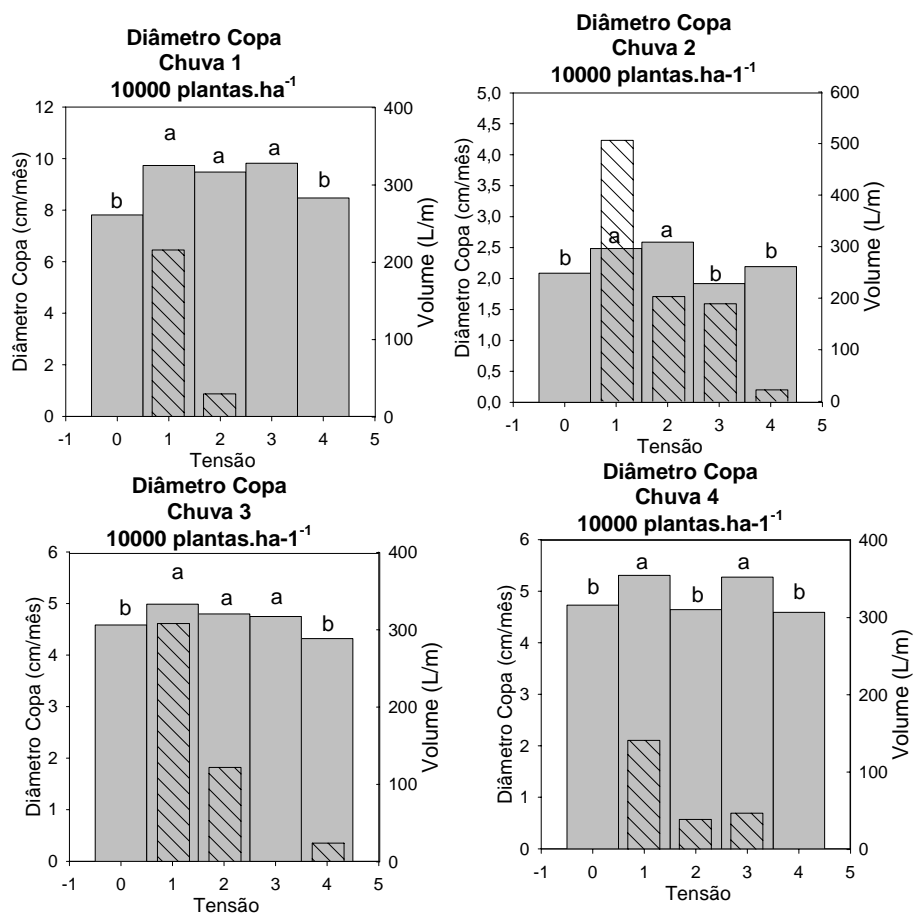 Diâmetro Copa
Chuva 1
10000 plantas.ha-1
Diâmetro Copa (cm/mês)
12
10
8
6
4
2
0
b
a
a
a
b
400
300
200
100
0
Volume (L/m)
-1 0 1 2 3 4 5
Tensão
Diâmetro Copa
Chuva 2
10000 plantas.ha-1-1
Diâmetro Copa (cm/mês)
5,0
4,5
4,0
3,5
3,0
2,5
2,0
1,5
1,0
0,5
0,0
b
a
a
b
b
600
500
400
300
200
100
0
Volume (L/m)
-1 0 1 2 3 4 5
Tensão
Diâmetro Copa
Chuva 3
10000 plantas.ha-1-1
Diâmetro Copa (cm/mês)
6
5
4
3
2
1
0
b
a
a
a
b
400
300
200
100
0
Volume (L/m)
-1 0 1 2 3 4 5
Tensão
Diâmetro Copa
Chuva 4
10000 plantas.ha-1-1
Diâmetro Copa (cm/mês)
6
5
4
3
2
1
0
b
a
b
a
b
400
300
200
100
0
Volume (L/m)
-1 0 1 2 3 4 5
Tensão